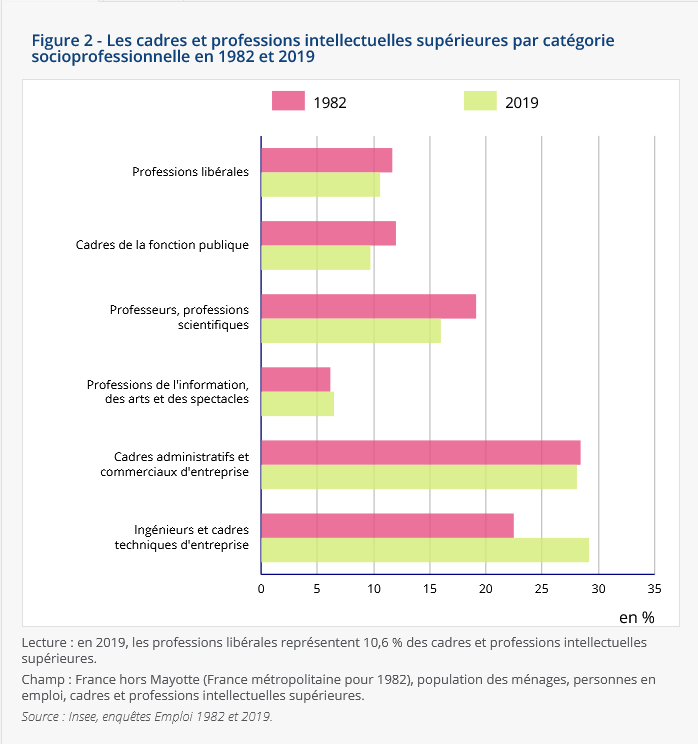 Figure 2 - Les cadres et professions intellectuelles supérieures par catégorie
socioprofessionnelle en 1982 et 2019
1982
2019
Professions libérales
Cadres de la fonction publique
Professeurs, professions
scientifiques
Professions de l'information,
des arts et des spectacles
Cadres administratifs et
commerciaux d'entreprise
Ingénieurs et cadres
techniques d'entreprise
0 5 10 15 20 25 30 35
en %
Lecture : en 2019, les professions libérales représentent 10,6 % des cadres et professions intellectuelles
supérieures.
Champ : France hors Mayotte (France métropolitaine pour 1982), population des ménages, personnes en
emploi, cadres et professions intellectuelles supérieures.
Source : Insee, enquêtes Emploi 1982 et 2019.